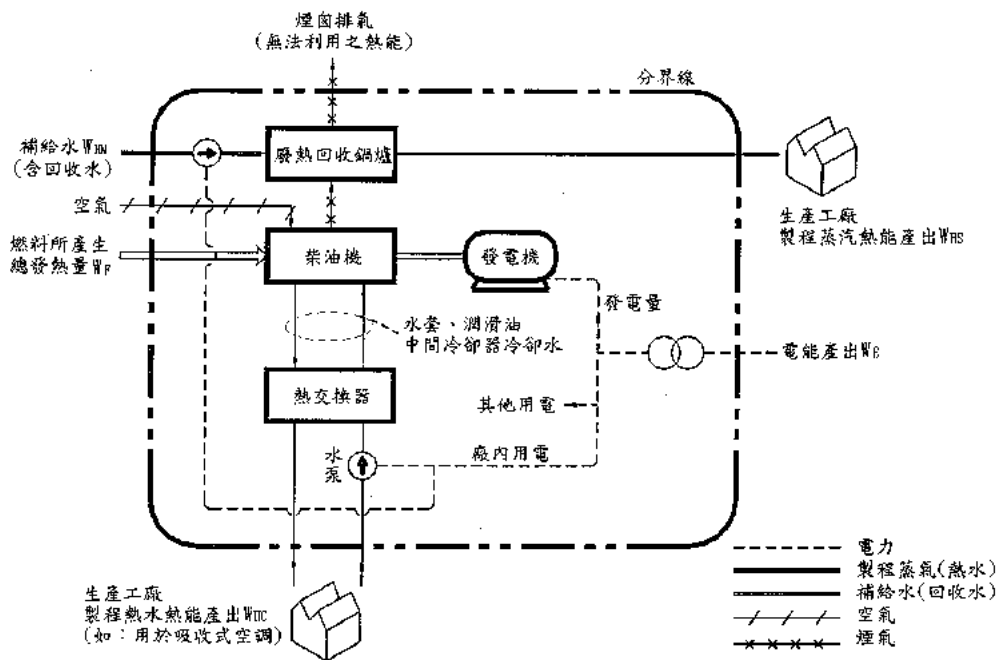 煙囪排氣
(無法利用之熱能)
分界線
補給水WHW
(含回收水)
廢熱回收鍋爐
空氣
生產工廠
製程蒸汽熱能產出WHS
燃料所產生
總發熱量WF
柴油機
發電機
發電量
水套、潤滑油
中間冷卻器冷卻水
電能產出WE
熱交換器
其他用電
水泵
廠內用電
電力
製程蒸氣(熱水)
補給水(回收水)
空氣
煙氣
生產工廠
製程熱水熱能產出WTC
(如：用於吸收式空調)